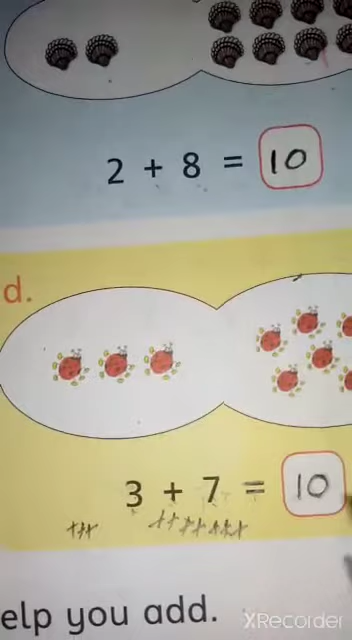 2 + 8 = 10
d.
3 + 7 = 10
elp you add.
XRecorder